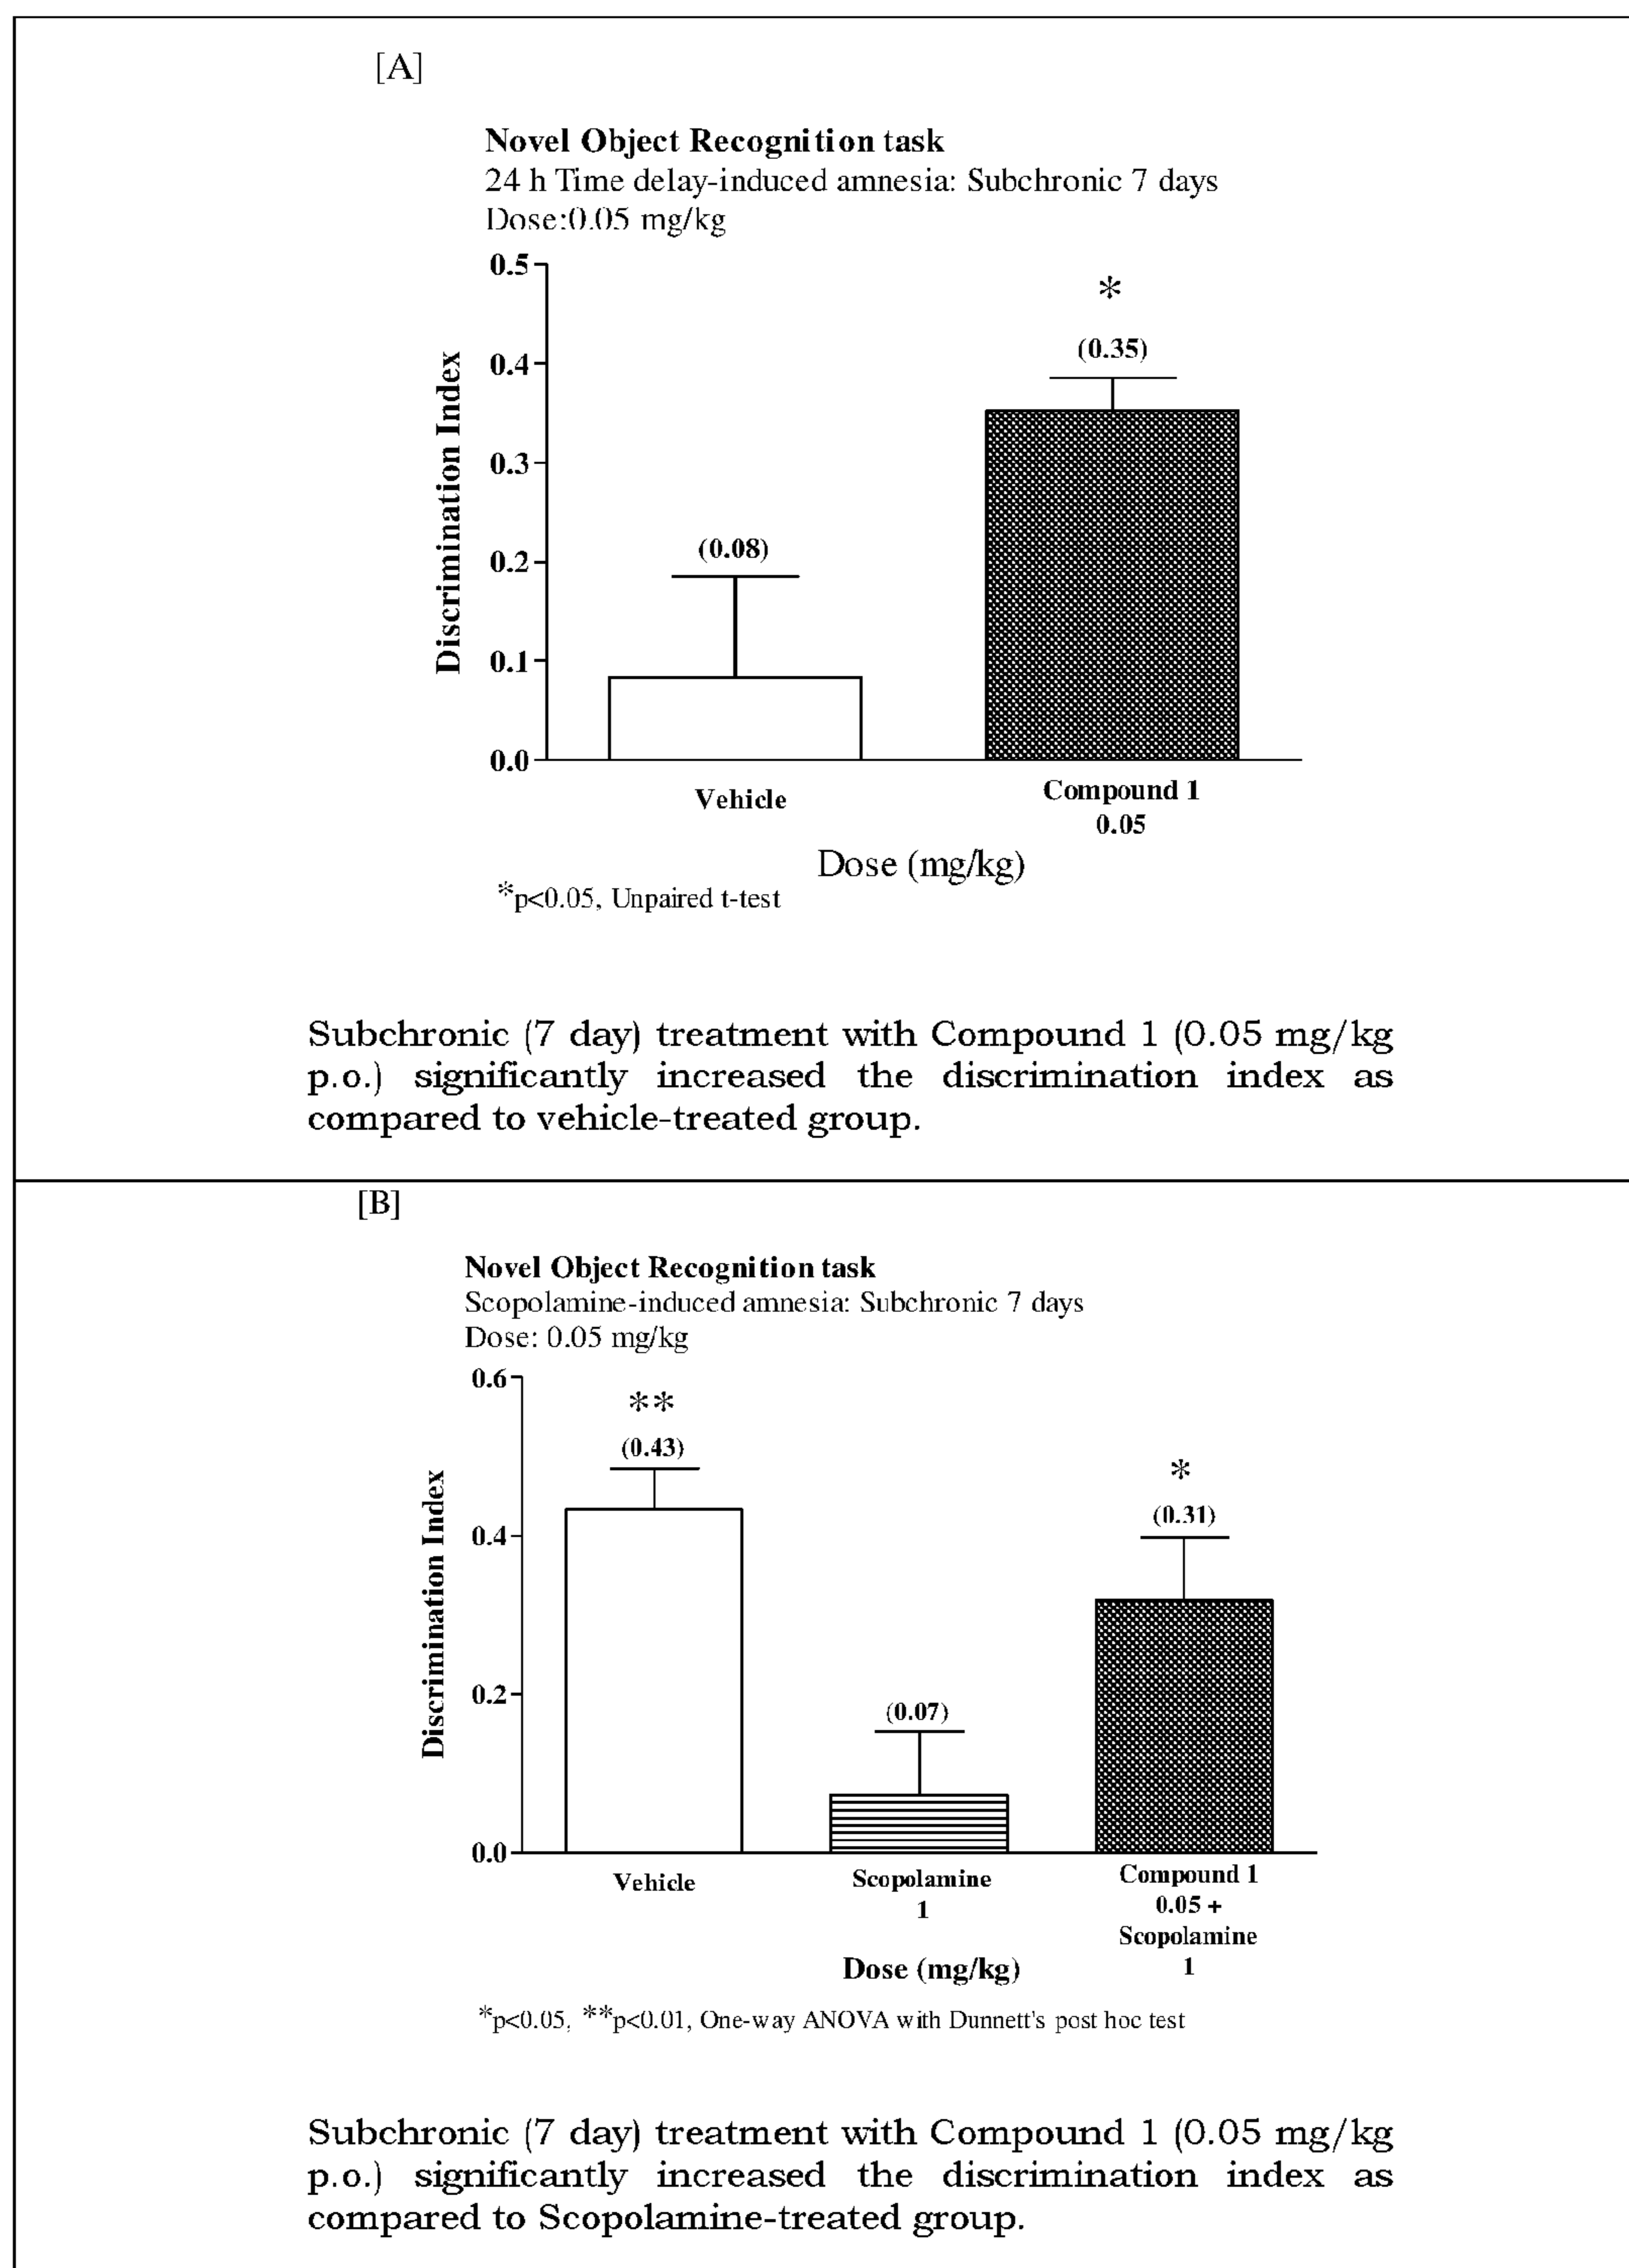 [A]
Novel Object Recognition task
24 h Time delay-induced amnesia: Subchronic 7 days
Dose:0.05 mg/kg
Discrimination Index
0.5
0.4
0.3
0.2
0.1
0.0
(0.08)
*
(0.35)
Vehicle
Compound 1
0.05
Dose (mg/kg)
*p<0.05, Unpaired t-test
Subchronic (7 day) treatment with Compound 1 (0.05 mg/kg
p.o.) significantly increased the discrimination index as
compared to vehicle-treated group.
[B]
Novel Object Recognition task
Scopolamine-induced amnesia: Subchronic 7 days
Dose: 0.05 mg/kg
Discrimination Index
0.6
0.4
0.2
0.0
**
(0.43)
(0.07)
*
(0.31)
Vehicle
Scopolamine
1
Compound 1
0.05 +
Scopolamine
1
Dose (mg/kg)
*p<0.05, **p<0.01, One-way ANOVA with Dunnett's post hoc test
Subchronic (7 day) treatment with Compound 1 (0.05 mg/kg
p.o.) significantly increased the discrimination index as
compared to Scopolamine-treated group.